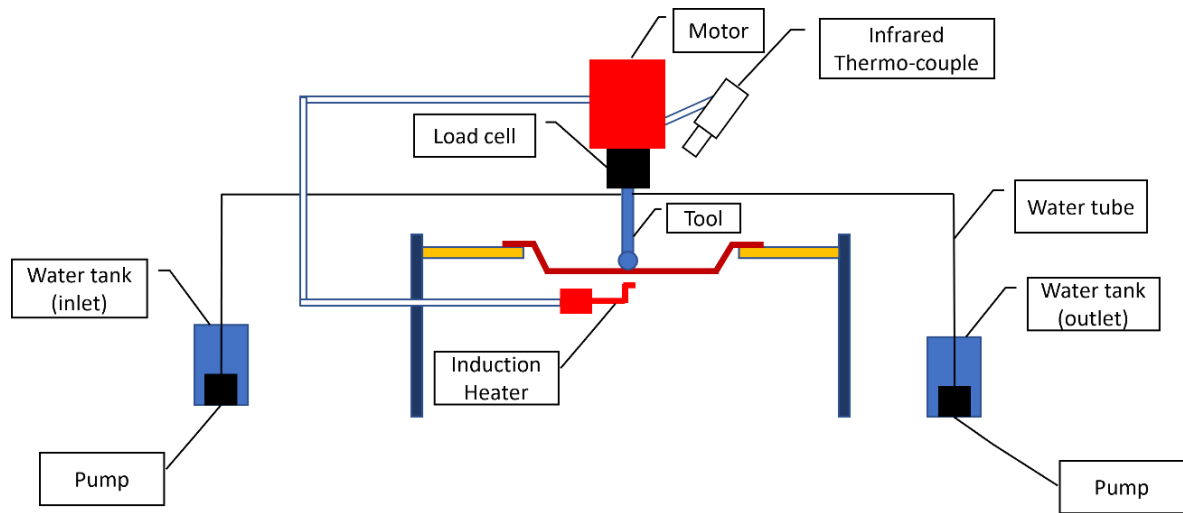 Motor
Infrared
Thermo-couple
Load cell
Tool
Water tube
Water tank
(inlet)
Water tank
(outlet)
Induction
Heater
Pump
Pump